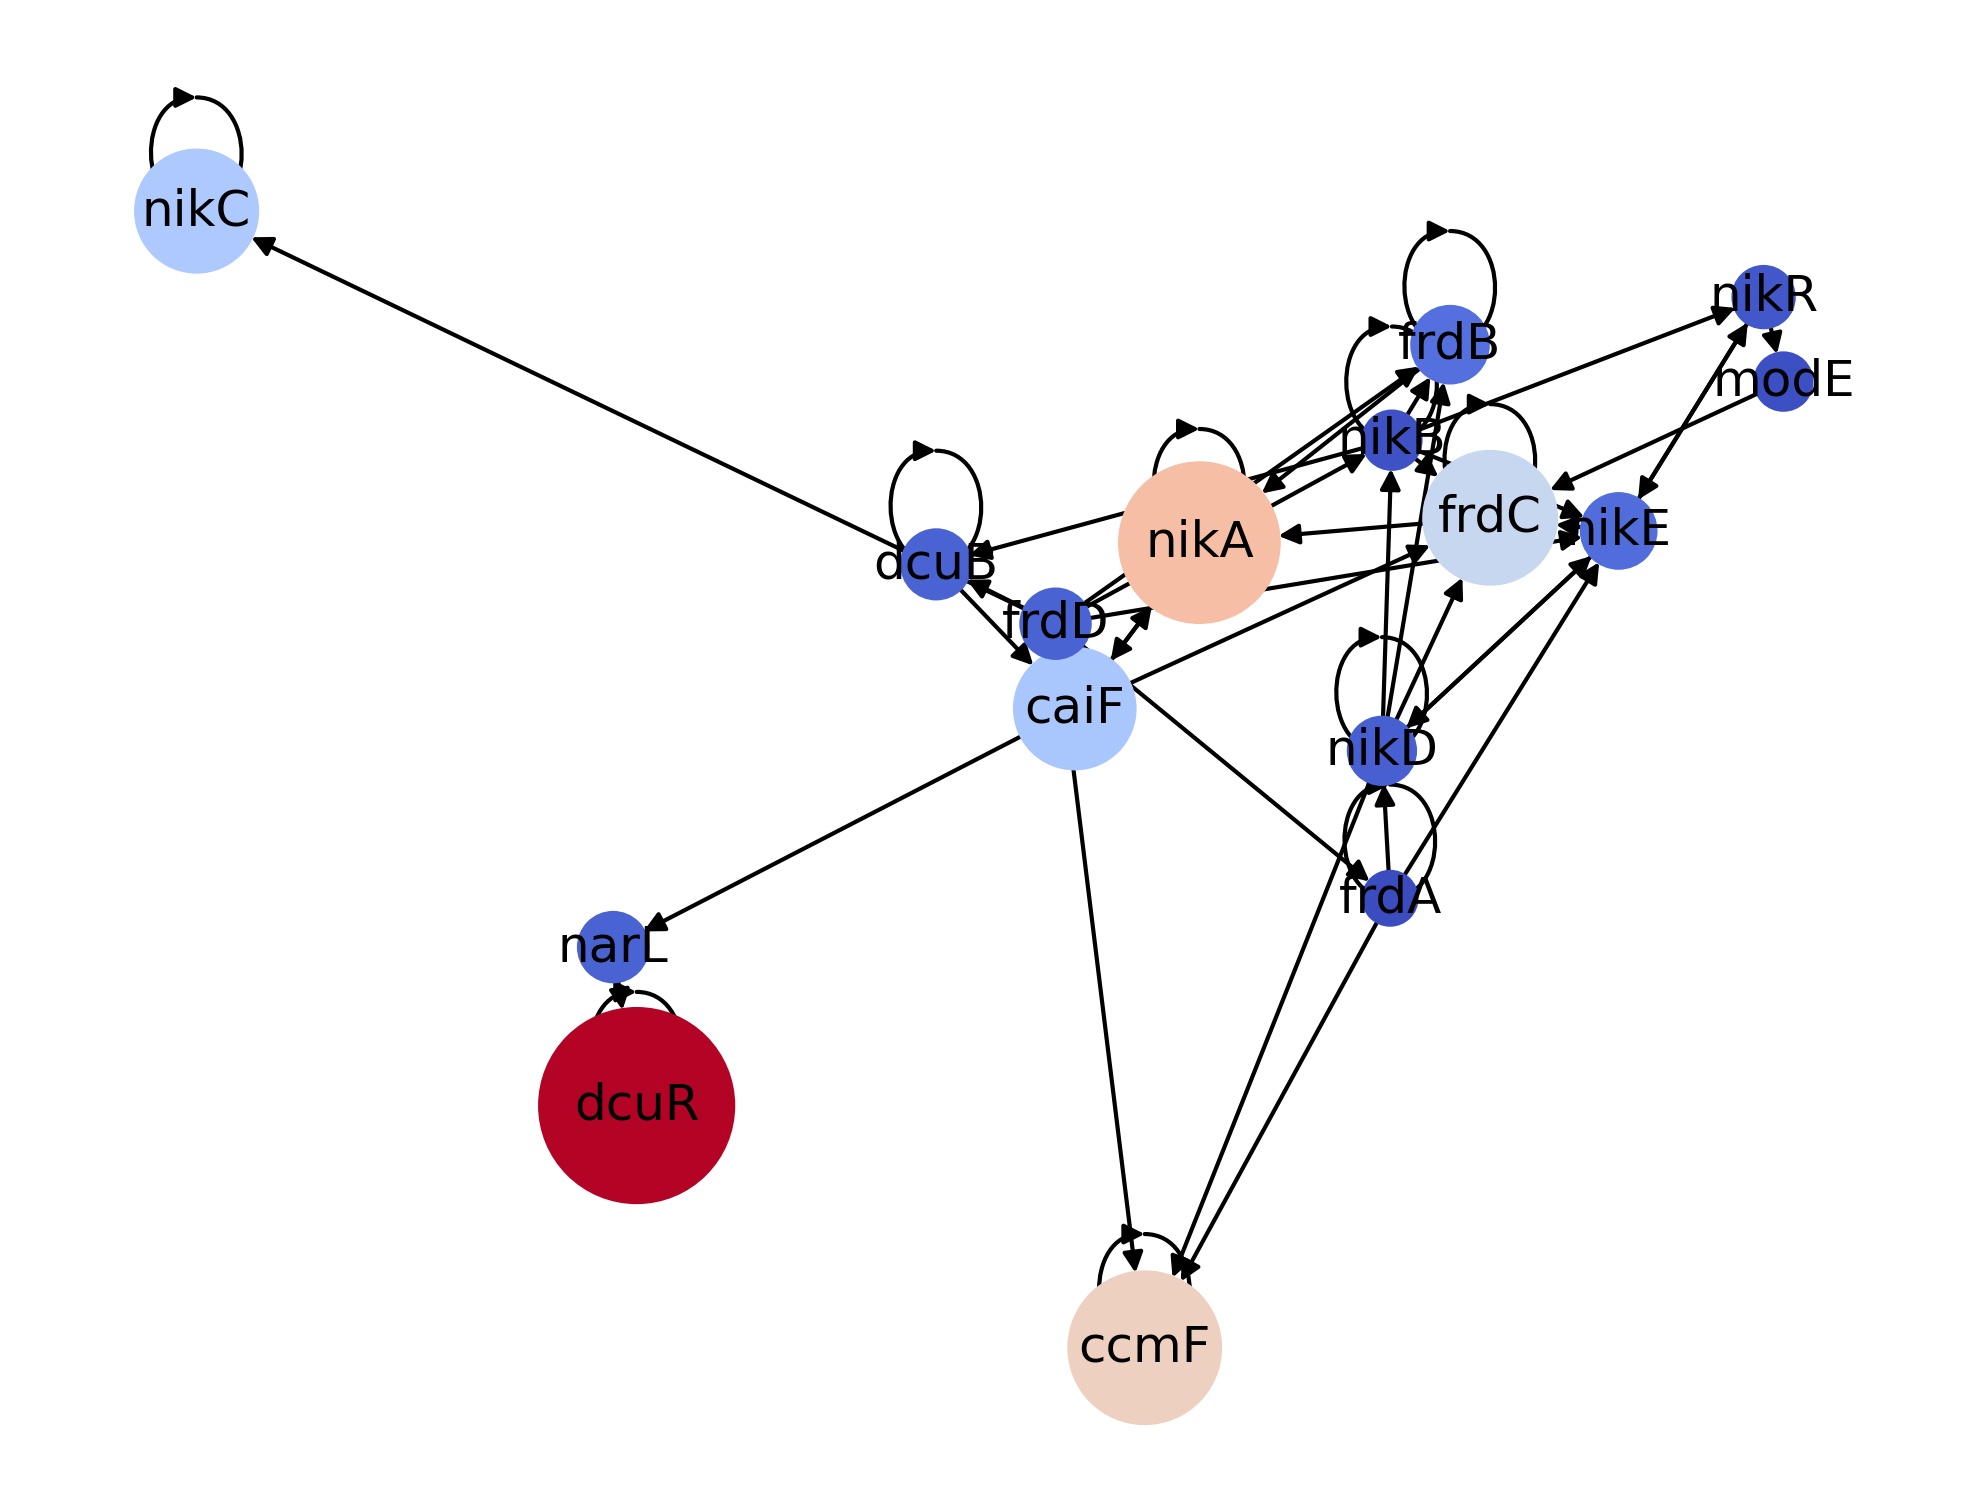 nikC
nikR
frdB
modE
nikB
frdC
nikE
nikA
dcuB
frdD
caiF
nikD
frdA
narL
dcuR
ccmF